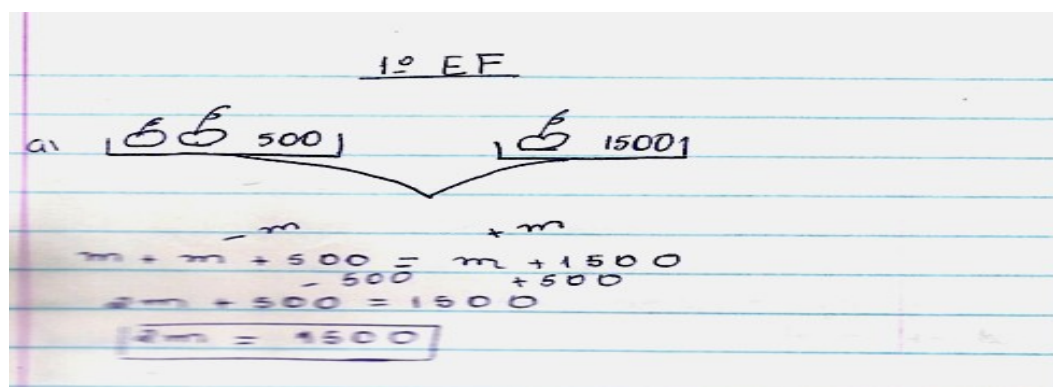 1º EF
a) 500 1500
- m + m
m + m + 500 = m + 1500
- 500 + 500
2m + 500 = 1500
2m = 1500